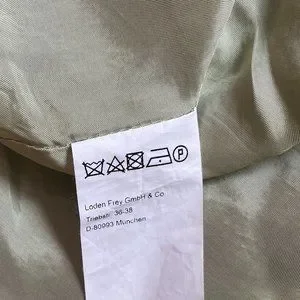 P
Loden Frey GmbH & Co
Triebstr. 36-38
D-80993 München